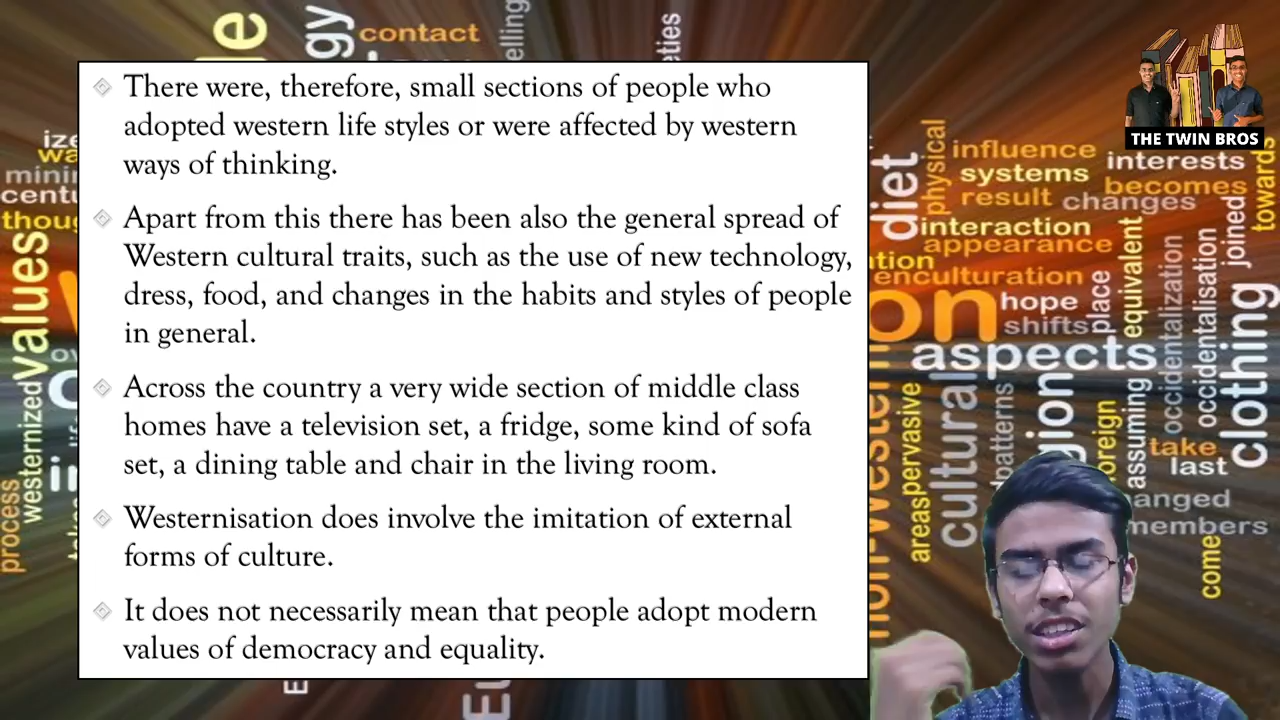 There were, therefore, small sections of people who
adopted western life styles or were affected by western
ways of thinking.
Apart from this there has been also the general spread of
Western cultural traits, such as the use of new technology,
dress, food, and changes in the habits and styles of people
in general.
Across the country a very wide section of middle class
homes have a television set, a fridge, some kind of sofa
set, a dining table and chair in the living room.
Westernisation does involve the imitation of external
forms of culture.
It does not necessarily mean that people adopt modern
values of democracy and equality.
THE TWIN BROS
contact
values
westernized
process
diet
physical
influence
systems
interests
result
becomes
changes
towards
interaction
appearance
enculturation
hope
shifts
place
equivalent
occidentalization
occidentalisation
joined
clothing
aspects
non-western
pervasive
areas
cultural
patterns
foreign
assuming
take
last
members
come